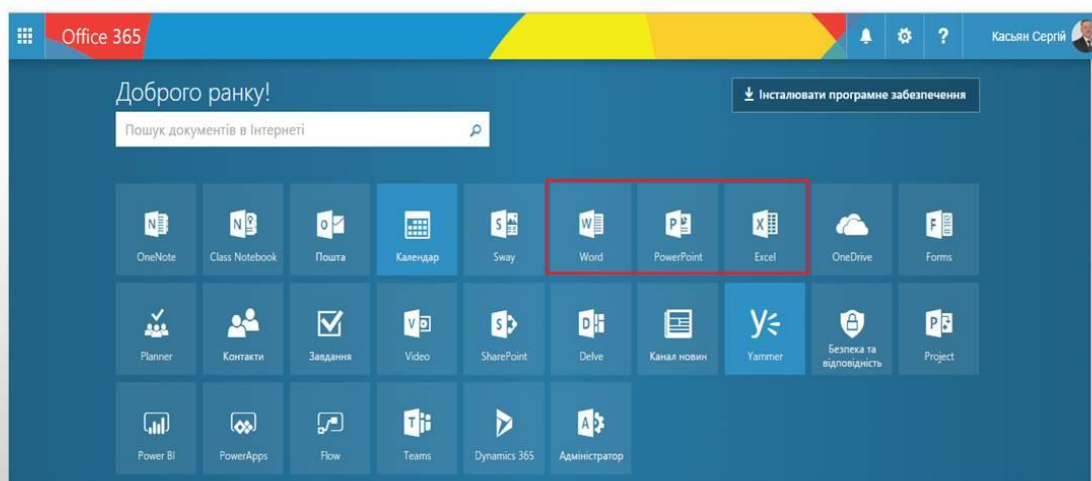 Office 365
Касьян Сергій
Доброго ранку!
Інсталювати програмне забезпечення
Пошук документів в Інтернеті
OneNote
Class Notebook
Пошта
Календар
Sway
Word
PowerPoint
Excel
OneDrive
Forms
Planner
Контакти
Завдання
Video
SharePoint
Delve
Канал новин
Yammer
Безпека та
відповідність
Project
Power BI
PowerApps
Flow
Teams
Dynamics 365
Адміністратор